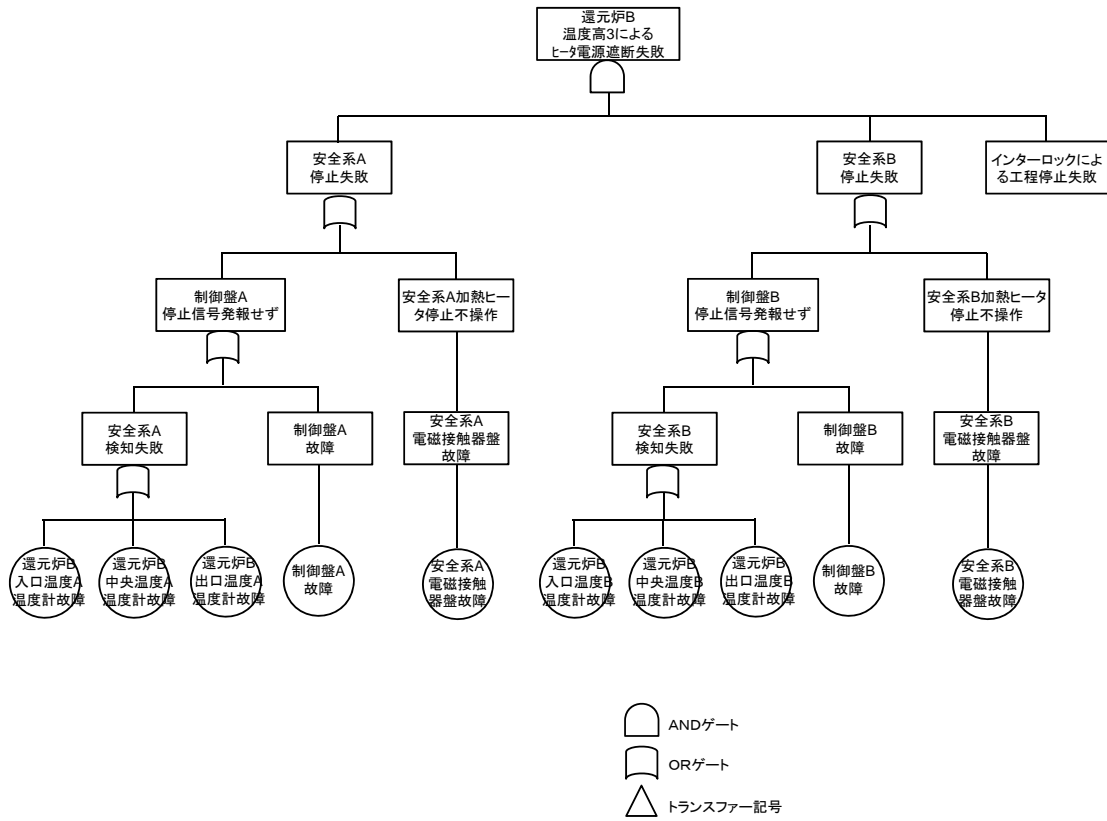 還元炉B
温度高3による
ヒータ電源遮断失敗
安全系A
停止失敗
安全系B
停止失敗
インターロックによ
る工程停止失敗
制御盤A
停止信号発報せず
安全系A加熱ヒー
タ停止不操作
制御盤B
停止信号発報せず
安全系B加熱ヒータ
停止不操作
安全系A
検知失敗
制御盤A
故障
安全系A
電磁接触器盤
故障
安全系B
検知失敗
制御盤B
故障
安全系B
電磁接触器盤
故障
還元炉B
入口温度A
温度計故障
還元炉B
中央温度A
温度計故障
還元炉B
出口温度A
温度計故障
制御盤A
故障
安全系A
電磁接触
器盤故障
還元炉B
入口温度B
温度計故障
還元炉B
中央温度B
温度計故障
還元炉B
出口温度B
温度計故障
制御盤B
故障
安全系B
電磁接触
器盤故障
ANDゲート
ORゲート
トランスファー記号